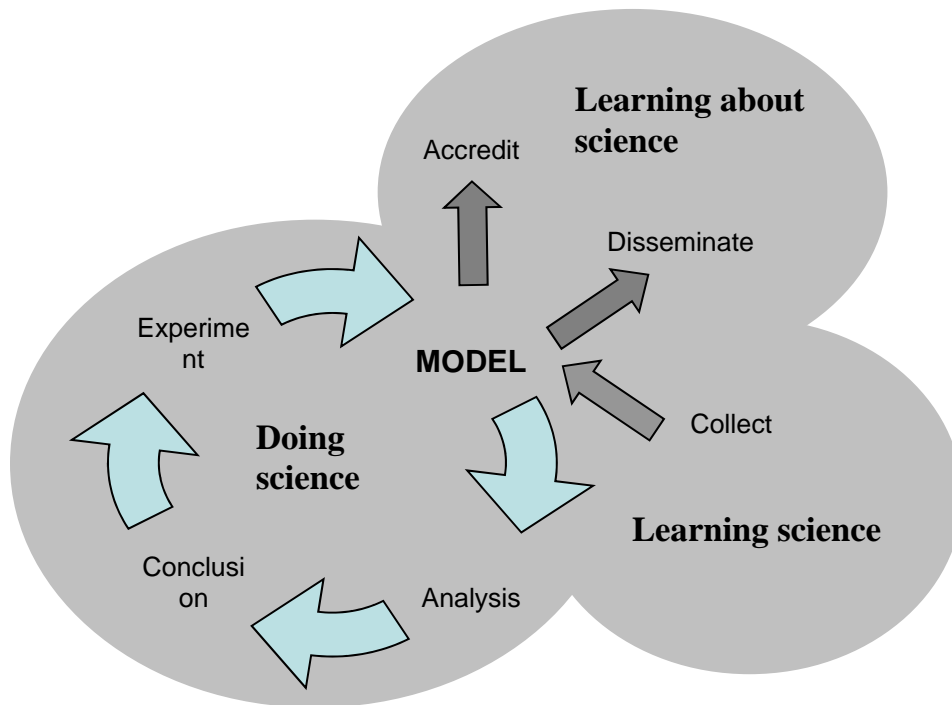 Learning about
science
Accredit
Disseminate
Experime
nt
MODEL
Collect
Doing
science
Learning science
Conclusi
on
Analysis